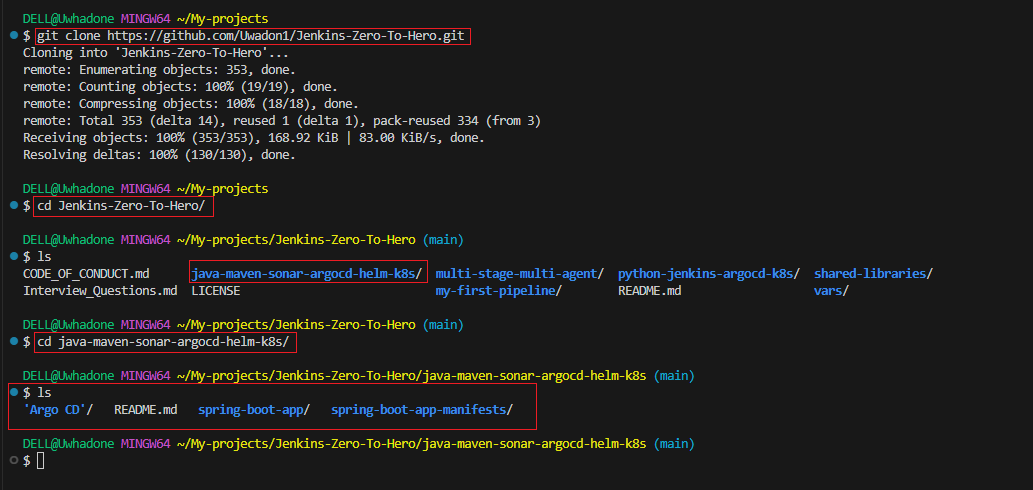 DELL@Uwhadone MINGW64 ~/My-projects
$ git clone https://github.com/Uwadon1/Jenkins-Zero-To-Hero.git
Cloning into 'Jenkins-Zero-To-Hero'...
remote: Enumerating objects: 353, done.
remote: Counting objects: 100% (19/19), done.
remote: Compressing objects: 100% (18/18), done.
remote: Total 353 (delta 14), reused 1 (delta 1), pack-reused 334 (from 3)
Receiving objects: 100% (353/353), 168.92 KiB | 83.00 KiB/s, done.
Resolving deltas: 100% (130/130), done.
DELL@Uwhadone MINGW64 ~/My-projects
$ cd Jenkins-Zero-To-Hero/
DELL@Uwhadone MINGW64 ~/My-projects/Jenkins-Zero-To-Hero (main)
$ ls
CODE_OF_CONDUCT.md java-maven-sonar-argocd-helm-k8s/ multi-stage-multi-agent/ python-jenkins-argocd-k8s/ shared-libraries/
Interview_Questions.md LICENSE my-first-pipeline/ README.md vars/
DELL@Uwhadone MINGW64 ~/My-projects/Jenkins-Zero-To-Hero (main)
$ cd java-maven-sonar-argocd-helm-k8s/
DELL@Uwhadone MINGW64 ~/My-projects/Jenkins-Zero-To-Hero/java-maven-sonar-argocd-helm-k8s (main)
$ ls
'Argo CD'/ README.md spring-boot-app/ spring-boot-app-manifests/
DELL@Uwhadone MINGW64 ~/My-projects/Jenkins-Zero-To-Hero/java-maven-sonar-argocd-helm-k8s (main)
$